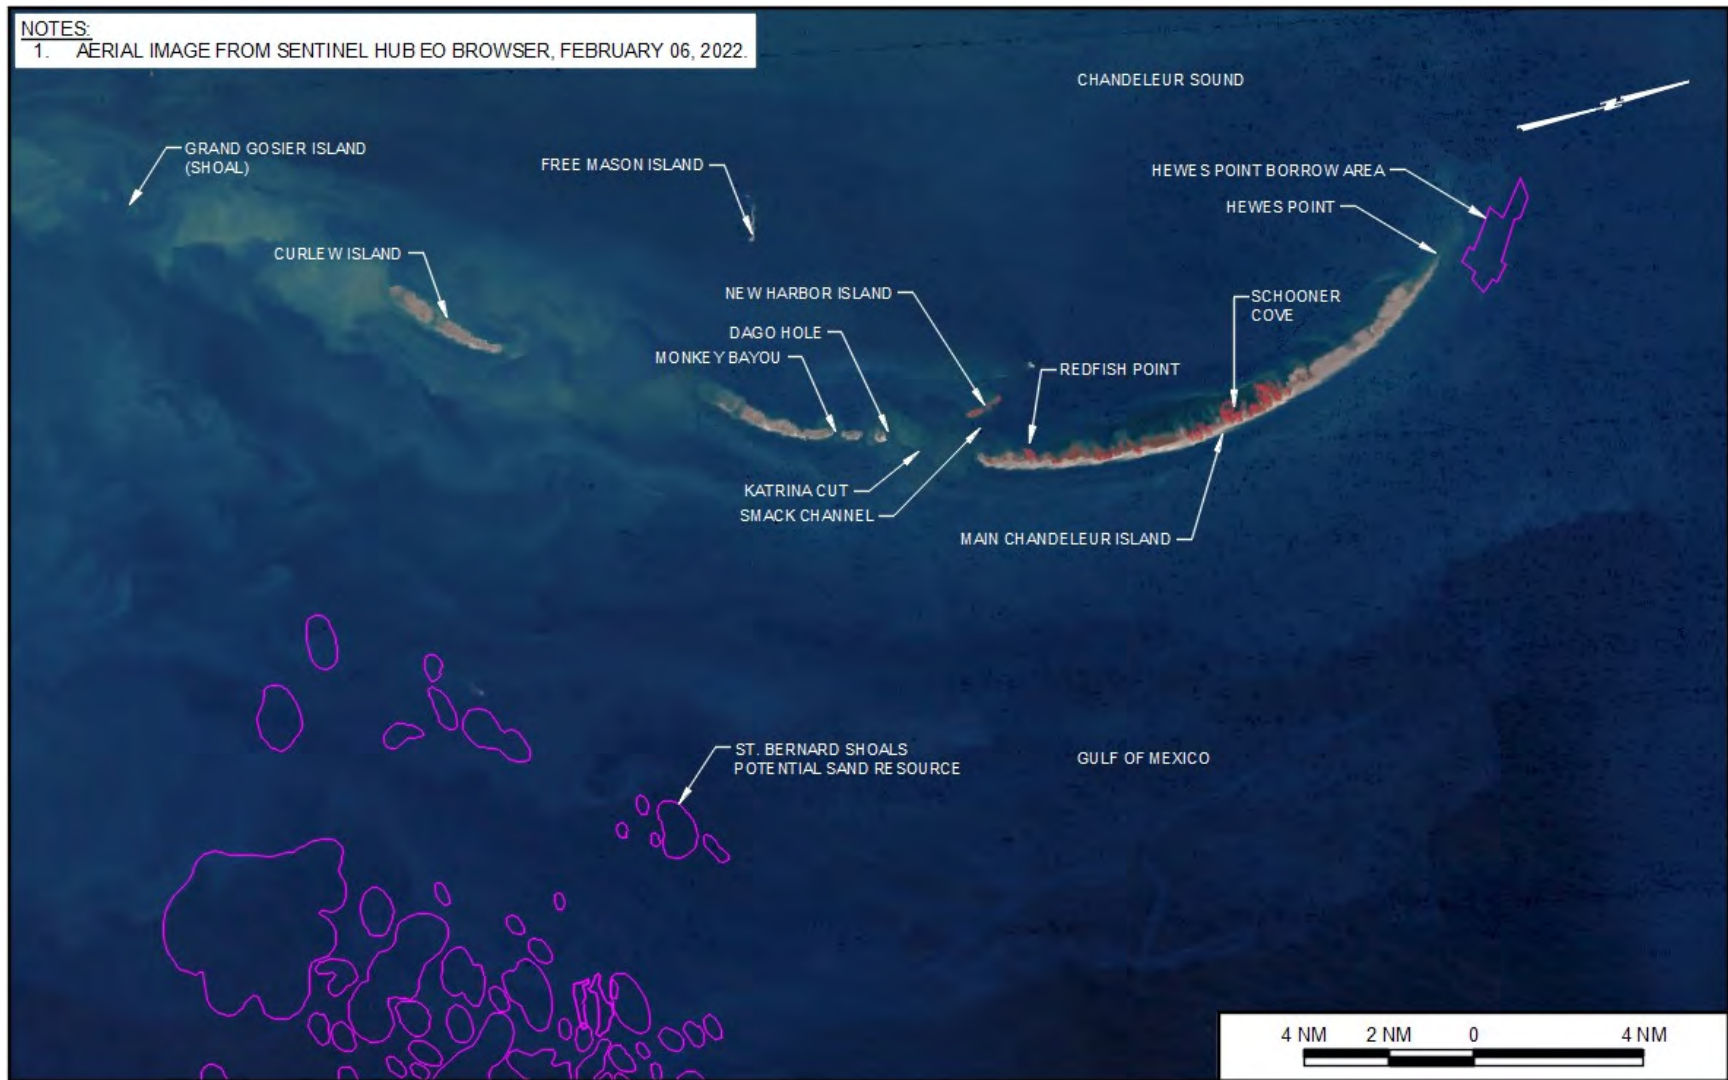 NOTES:
1. AERIAL IMAGE FROM SENTINEL HUB EO BROWSER, FEBRUARY 06, 2022.
CHANDELEUR SOUND
GRAND GOSIER ISLAND
(SHOAL)
FREE MASON ISLAND
HEWES POINT BORROW AREA
HEWES POINT
CURLEW ISLAND
NEW HARBOR ISLAND
SCHOONER
COVE
DAGO HOLE
MONKEY BAYOU
REDFISH POINT
KATRINA CUT
SMACK CHANNEL
MAIN CHANDELEUR ISLAND
ST. BERNARD SHOALS
POTENTIAL SAND RESOURCE
GULF OF MEXICO
4 NM 2 NM 0 4 NM